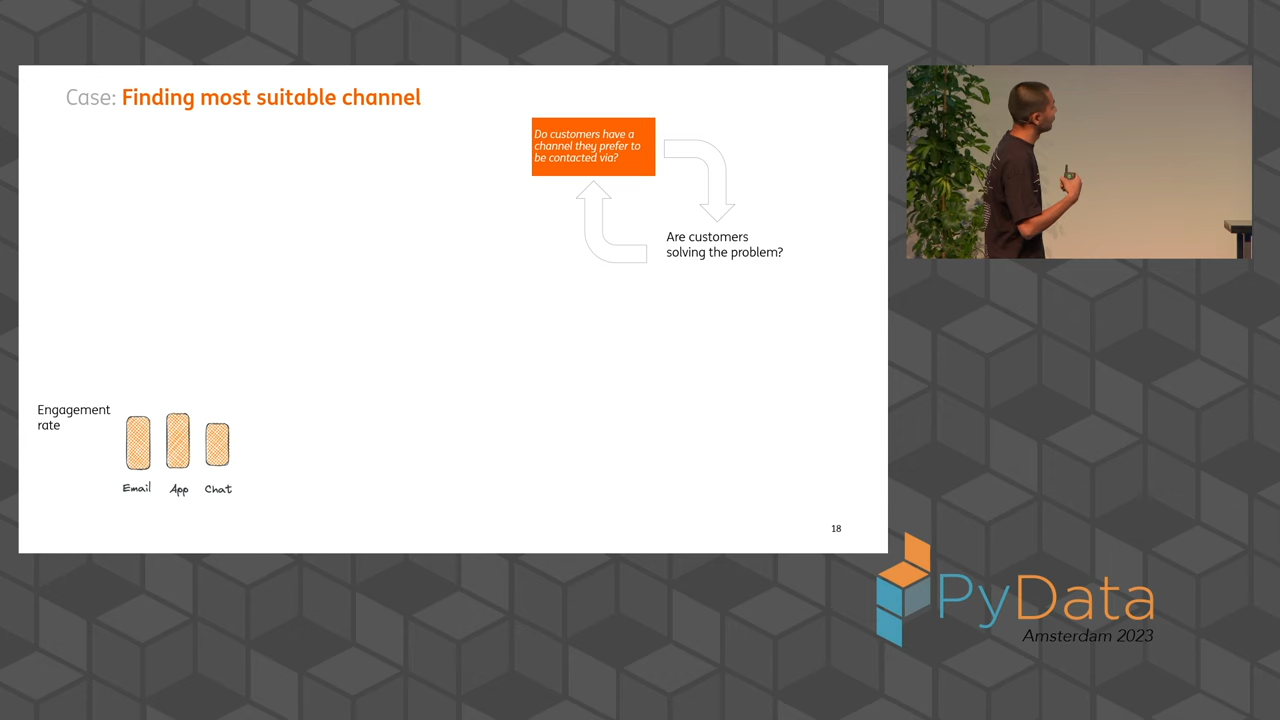 Case: Finding most suitable channel
Do customers have a
channel they prefer to
be contacted via?
Are customers
solving the problem?
Engagement
rate
Email App Chat
18
PyData
Amsterdam 2023